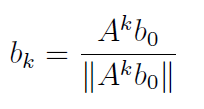 $b_k = \frac{A^k b_0}{\| A^k b_0 \|}$